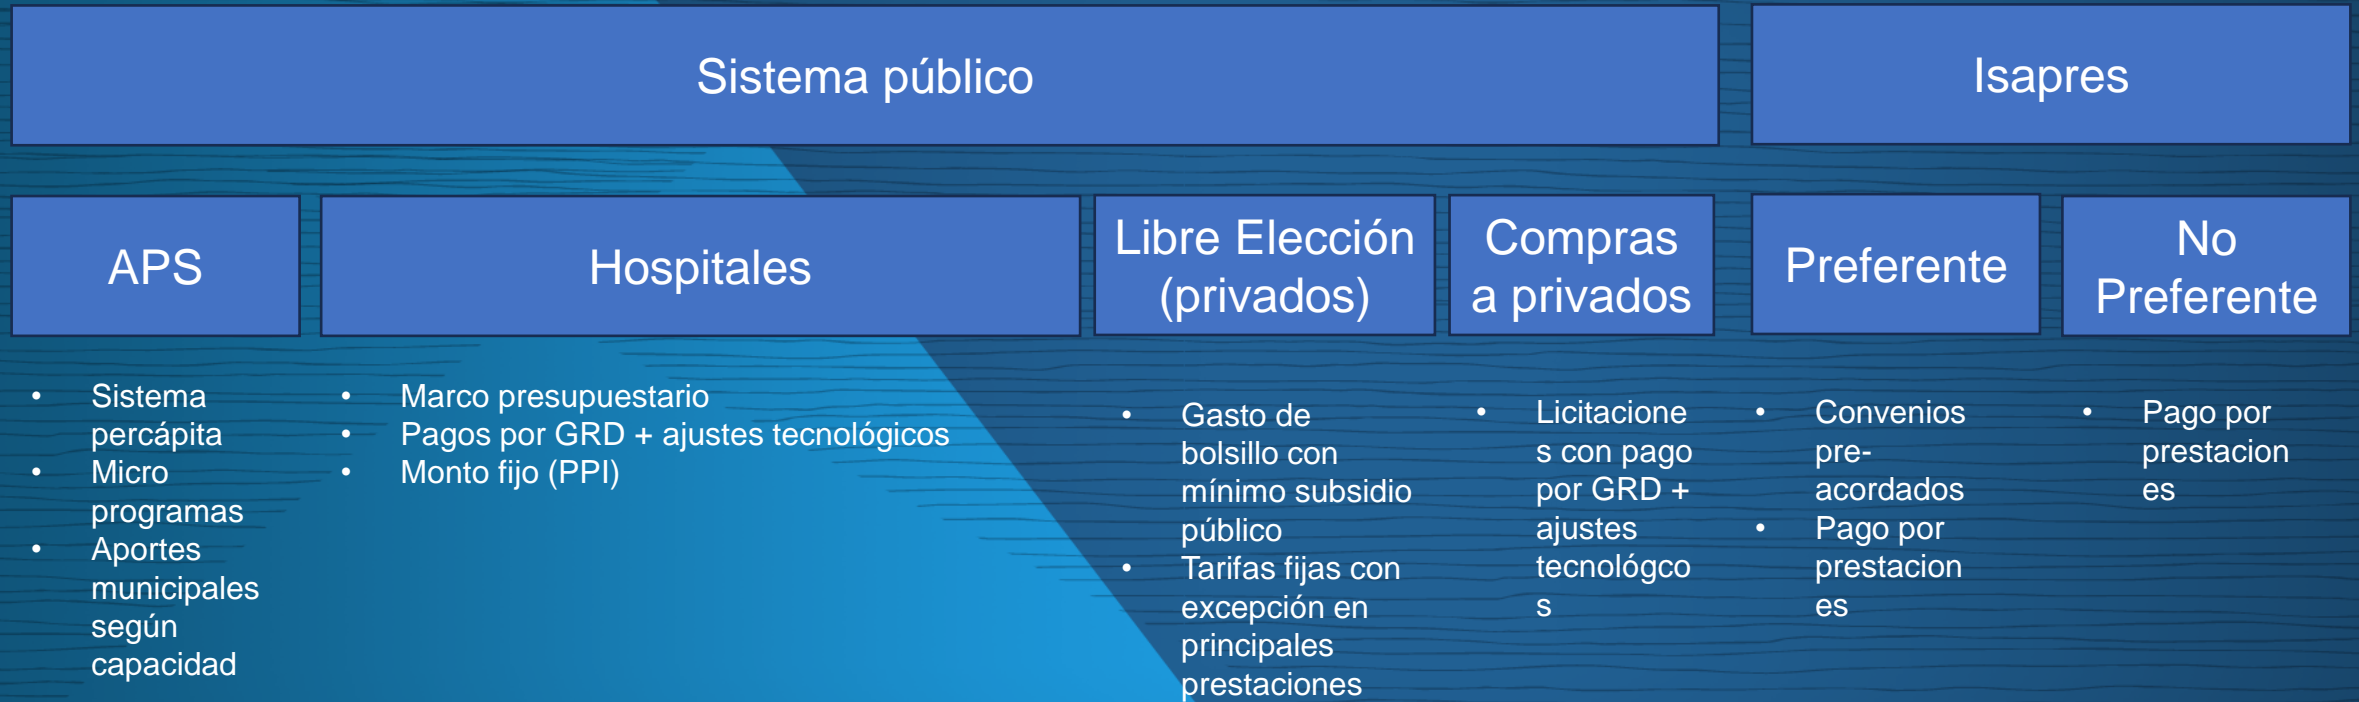 Sistema público
Isapres
APS
Hospitales
Libre Elección
(privados)
Compras
a privados
Preferente
No
Preferente
• Sistema
percápita
• Micro
programas
• Aportes
municipales
según
capacidad
• Marco presupuestario
• Pagos por GRD + ajustes tecnológicos
• Monto fijo (PPI)
• Gasto de
bolsillo con
mínimo subsidio
público
• Tarifas fijas con
excepción en
principales
prestaciones
• Licitacione
s con pago
por GRD +
ajustes
tecnológco
s
• Convenios
pre-
acordados
• Pago por
prestacion
es
• Pago por
prestacion
es